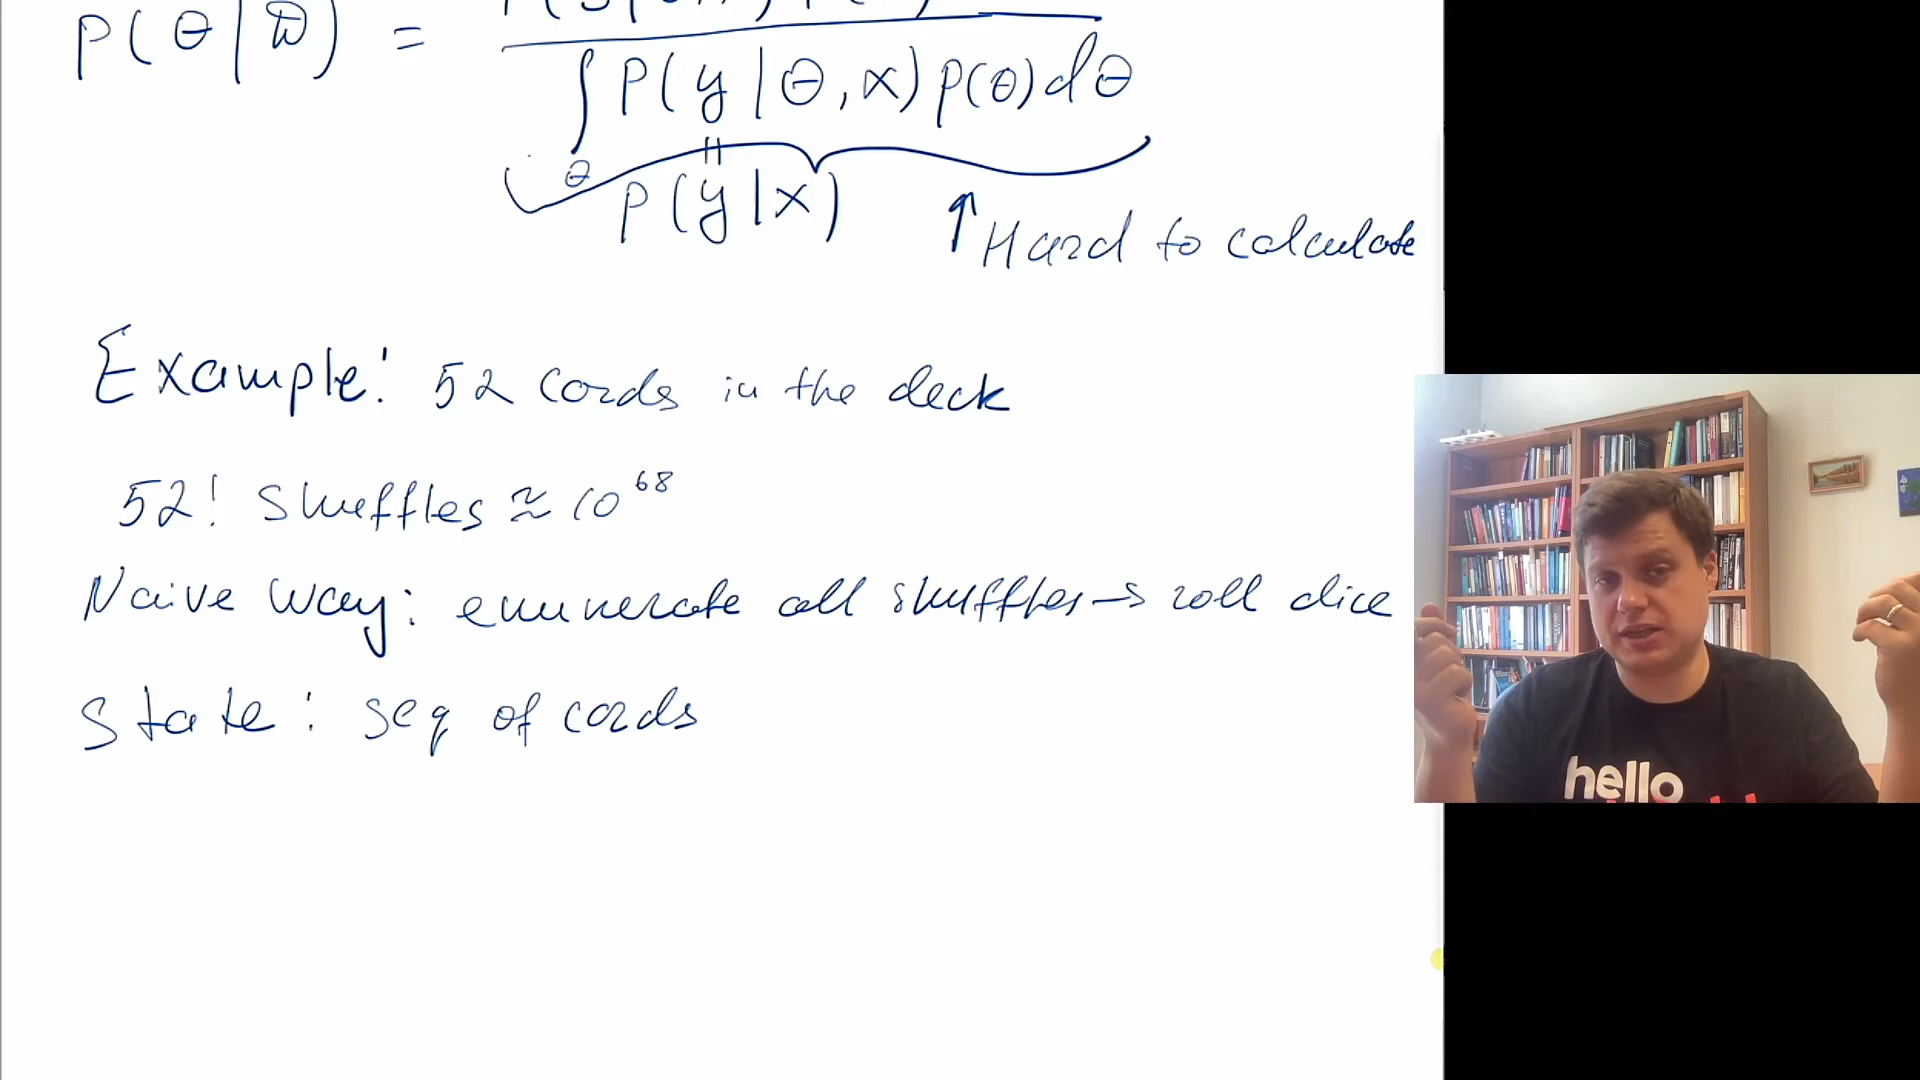 P(θ|D) =
∫ P(y|θ,x)p(θ)dθ
θ
P(y|x) ↑ Hard to calculate
Example: 52 cards in the deck
52! shuffles ≈ 10^68
Naive way: enumerate all shuffles → roll dice
State: seq of cards
hello